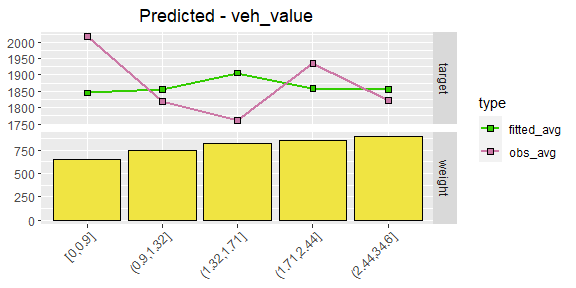 Predicted - veh_value
2000
1950
1900
1850
1800
1750
target
750
500
250
0
weight
[0,0.9]
(0.9,1.32]
(1.32,1.71]
(1.71,2.44]
(2.44,34.6]
type
fitted_avg
obs_avg